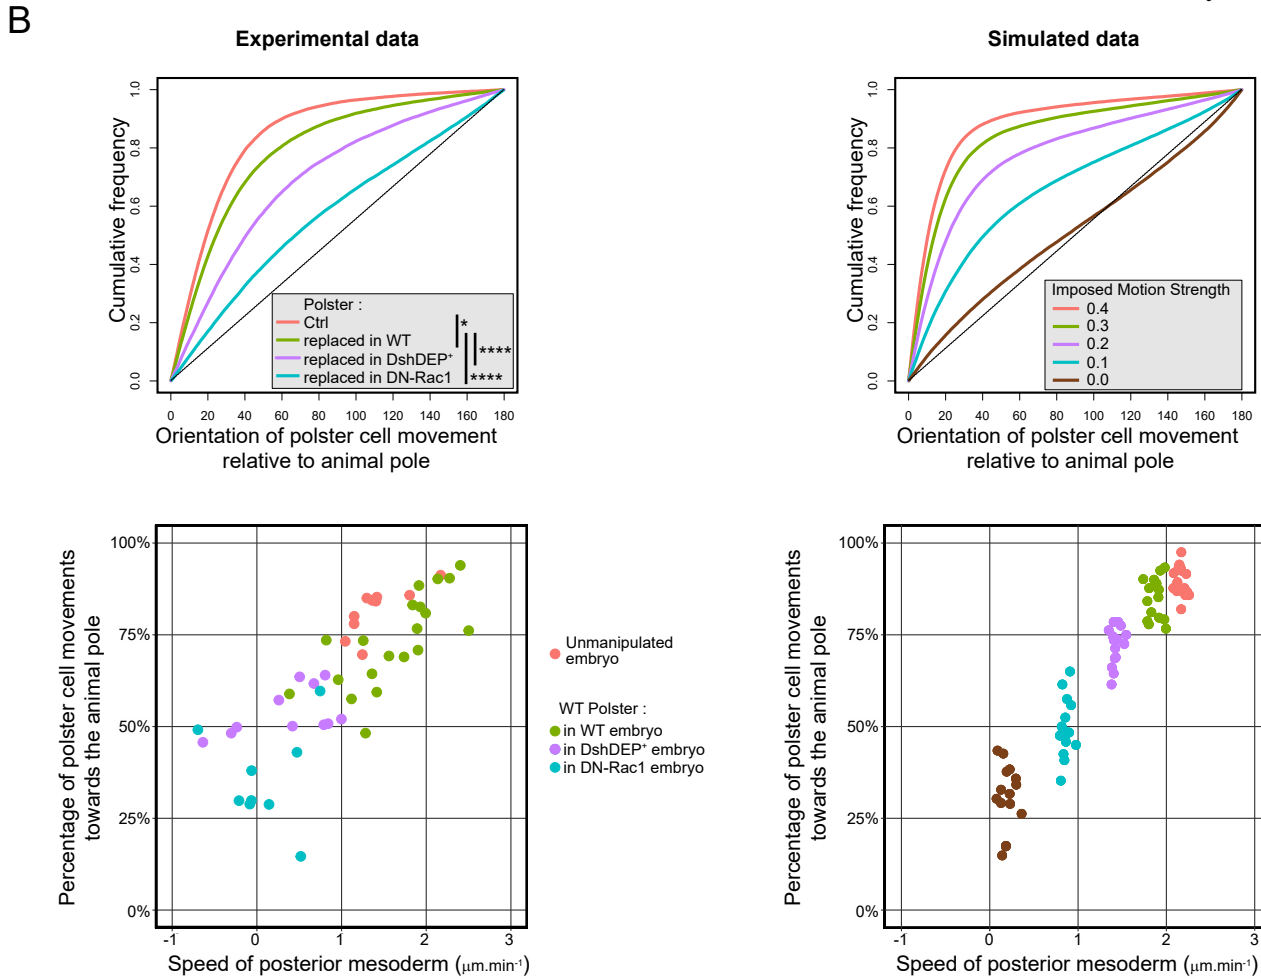 B
Experimental data
Cumulative frequency
0.0 0.2 0.4 0.6 0.8 1.0
Polster :
Ctrl
replaced in WT
replaced in DshDEP⁺
replaced in DN-Rac1
*
****
****
0 20 40 60 80 100 120 140 160 180
Orientation of polster cell movement
relative to animal pole
Simulated data
Cumulative frequency
0.0 0.2 0.4 0.6 0.8 1.0
Imposed Motion Strength
0.4
0.3
0.2
0.1
0.0
0 20 40 60 80 100 120 140 160 180
Orientation of polster cell movement
relative to animal pole
Percentage of polster cell movements
towards the animal pole
100%
75%
50%
25%
0%
-1 0 1 2 3
Speed of posterior mesoderm (μm.min⁻¹)
Unmanipulated
embryo
WT Polster :
in WT embryo
in DshDEP⁺ embryo
in DN-Rac1 embryo
Percentage of polster cell movements
towards the animal pole
100%
75%
50%
25%
0%
-1 0 1 2 3
Speed of posterior mesoderm (μm.min⁻¹)